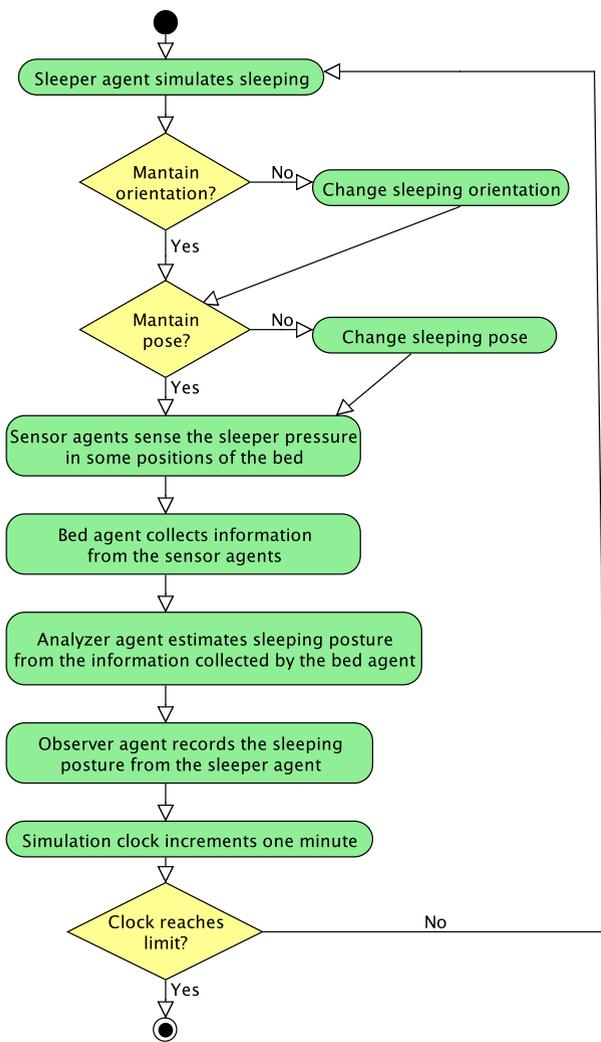 Sleeper agent simulates sleeping
Mantain
orientation?
No
Change sleeping orientation
Yes
Mantain
pose?
No
Change sleeping pose
Yes
Sensor agents sense the sleeper pressure
in some positions of the bed
Bed agent collects information
from the sensor agents
Analyzer agent estimates sleeping posture
from the information collected by the bed agent
Observer agent records the sleeping
posture from the sleeper agent
Simulation clock increments one minute
Clock reaches
limit?
No
Yes